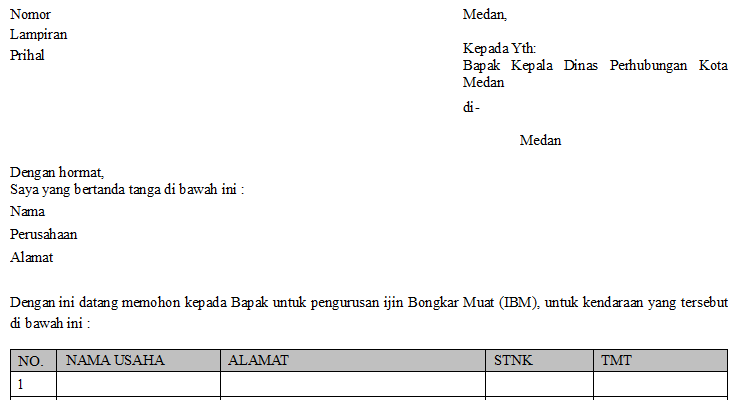 Nomor
Lampiran
Prihal
Medan,
Kepada Yth:
Bapak Kepala Dinas Perhubungan Kota
Medan
di-
Medan
Dengan hormat,
Saya yang bertanda tanga di bawah ini :
Nama
Perusahaan
Alamat
Dengan ini datang memohon kepada Bapak untuk pengurusan ijin Bongkar Muat (IBM), untuk kendaraan yang tersebut
di bawah ini :
NO. NAMA USAHA ALAMAT STNK TMT
1